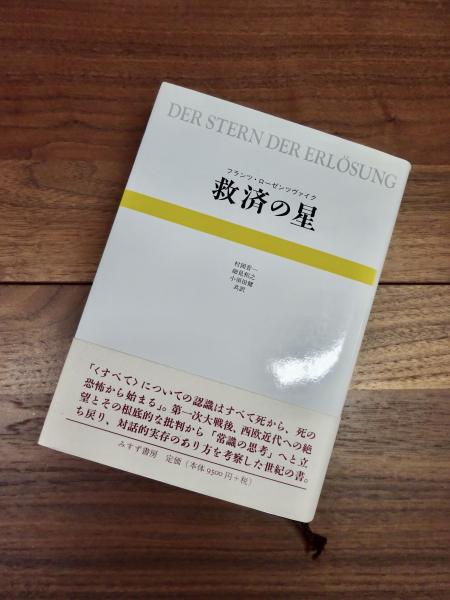 DER STERN DER ERLÖSUNG
フランツ・ローゼンツヴァイク
救済の星
村岡晋一
細見和之
小須田健
共訳
「〈すべて〉についての認識はすべて死から、死の
恐怖から始まる」。第一次大戦後、西欧近代への絶
望とその根底的な批判から「常識の思考」へと立
ち戻り、対話的実存のあり方を考察した世紀の書。
みすず書房 定価（本体9500円+税）